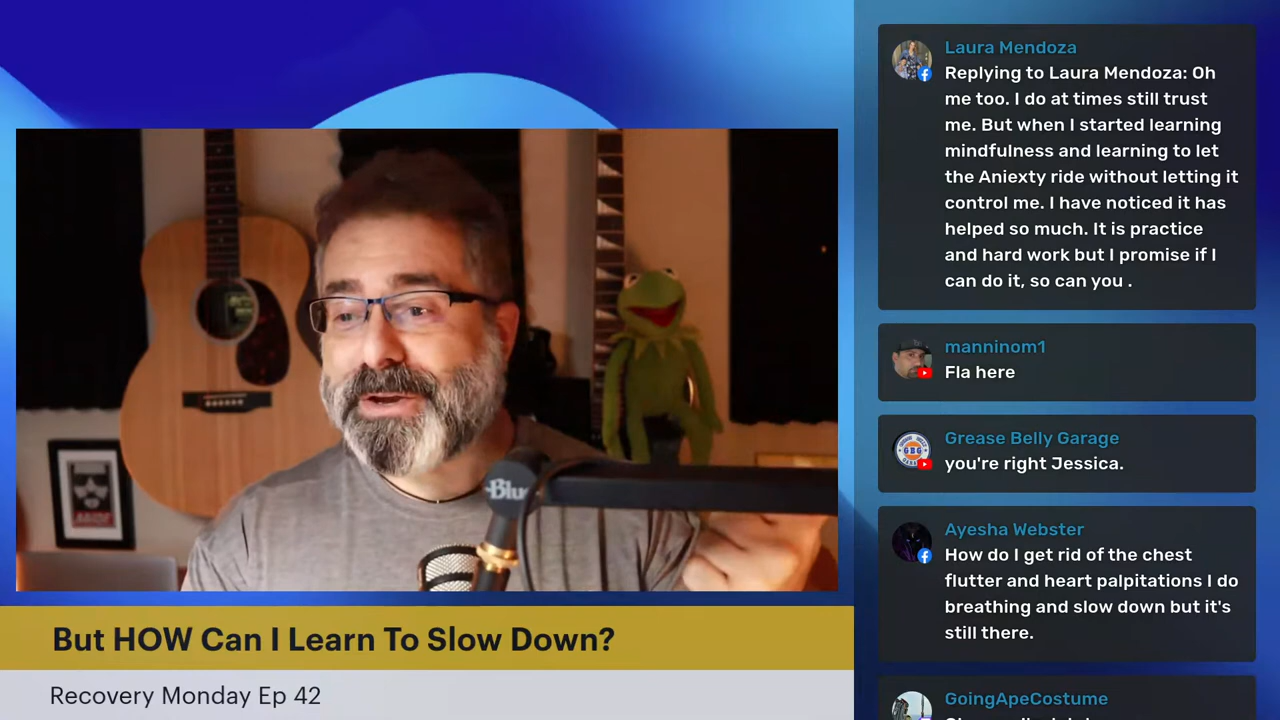 Blue
But HOW Can I Learn To Slow Down?
Recovery Monday Ep 42
Laura Mendoza
Replying to Laura Mendoza: Oh
me too. I do at times still trust
me. But when I started learning
mindfulness and learning to let
the Aniexty ride without letting it
control me. I have noticed it has
helped so much. It is practice
and hard work but I promise if I
can do it, so can you .
manninom1
Fla here
GBG
Grease Belly Garage
you're right Jessica.
Ayesha Webster
How do I get rid of the chest
flutter and heart palpitations I do
breathing and slow down but it's
still there.
GoingApeCostume